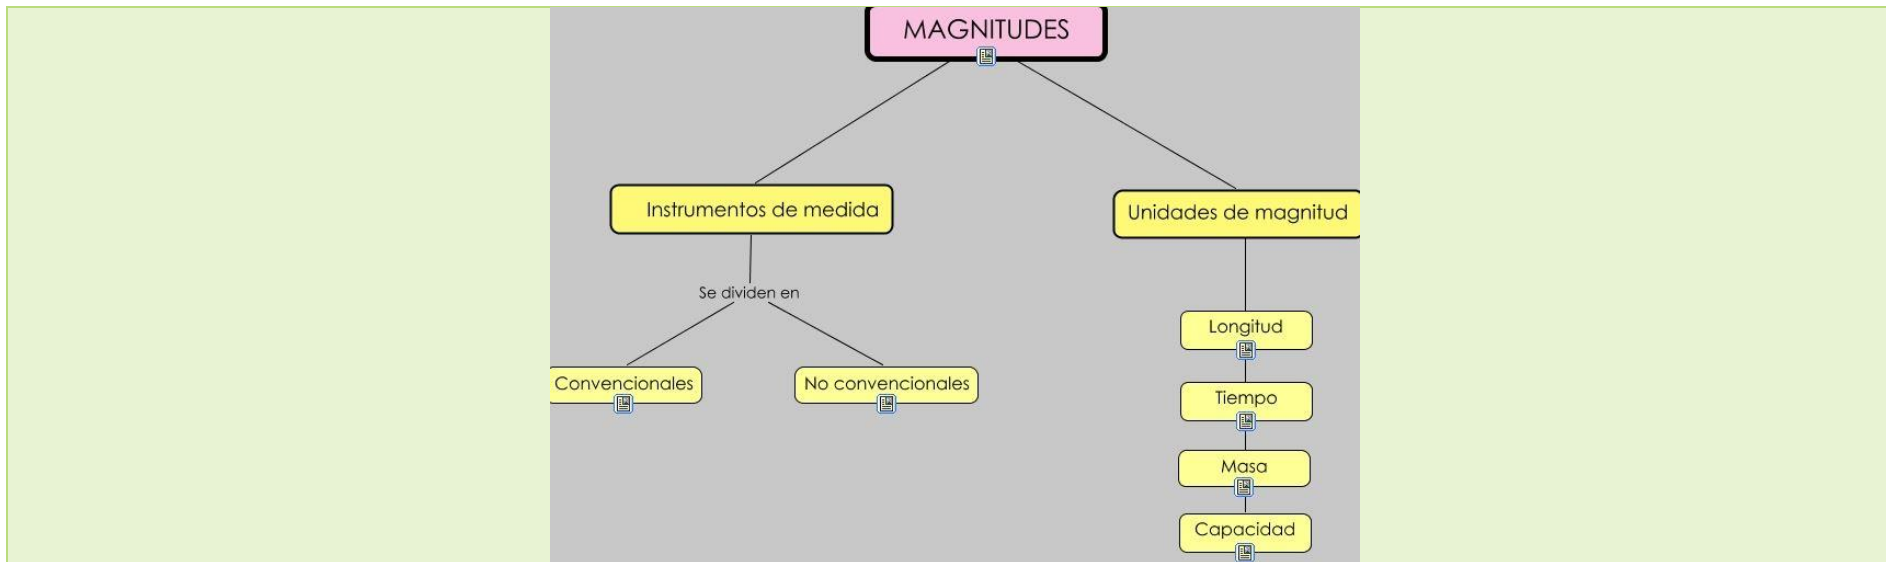 MAGNITUDES
Instrumentos de medida
Unidades de magnitud
Se dividen en
Convencionales
No convencionales
Longitud
Tiempo
Masa
Capacidad